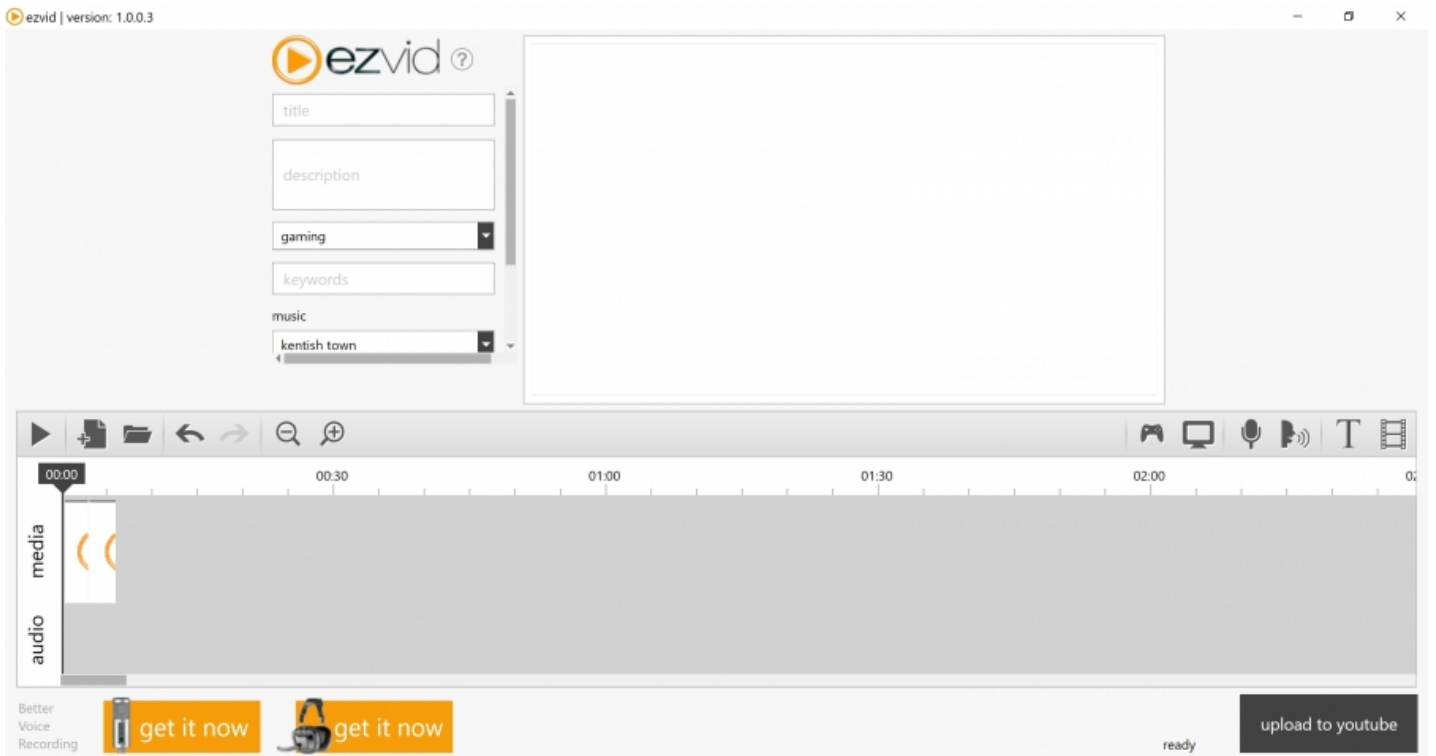 ezvid | version: 1.0.0.3
ezvid ?
title
description
gaming
keywords
music
kentish town
T
00:00 00:30 01:00 01:30 02:00
media
audio
Better
Voice
Recording
get it now
get it now
ready
upload to youtube